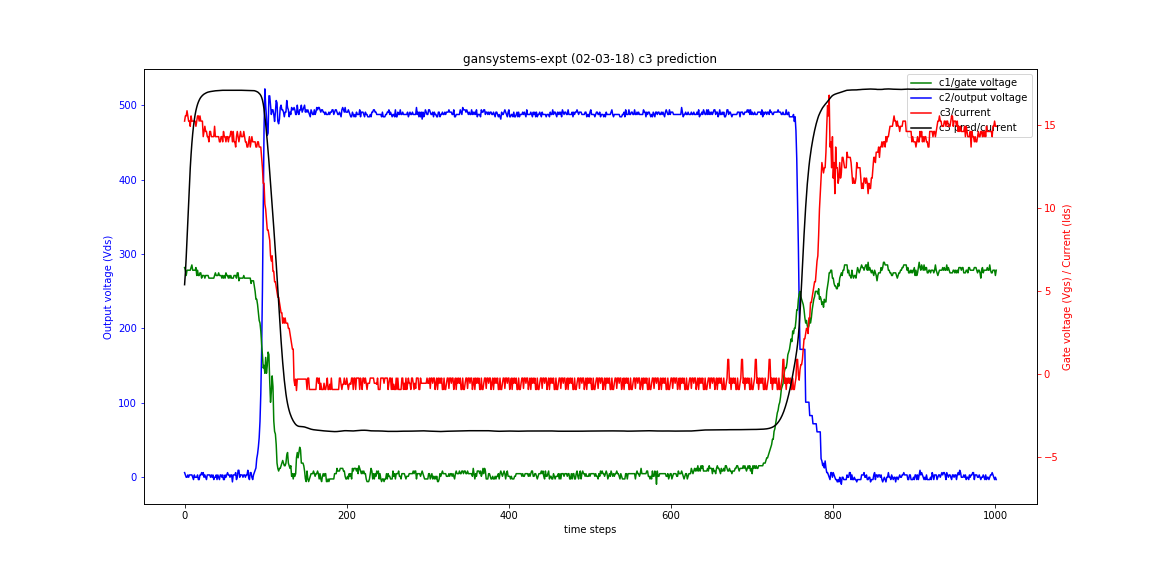 gansystems-expt (02-03-18) c3 prediction
c1/gate voltage
c2/output voltage
c3/current
c3 pred/current
500
400
300
200
100
0
Output voltage (Vds)
15
10
5
0
−5
Gate voltage (Vgs) / Current (Ids)
0
200
400
600
800
1000
time steps